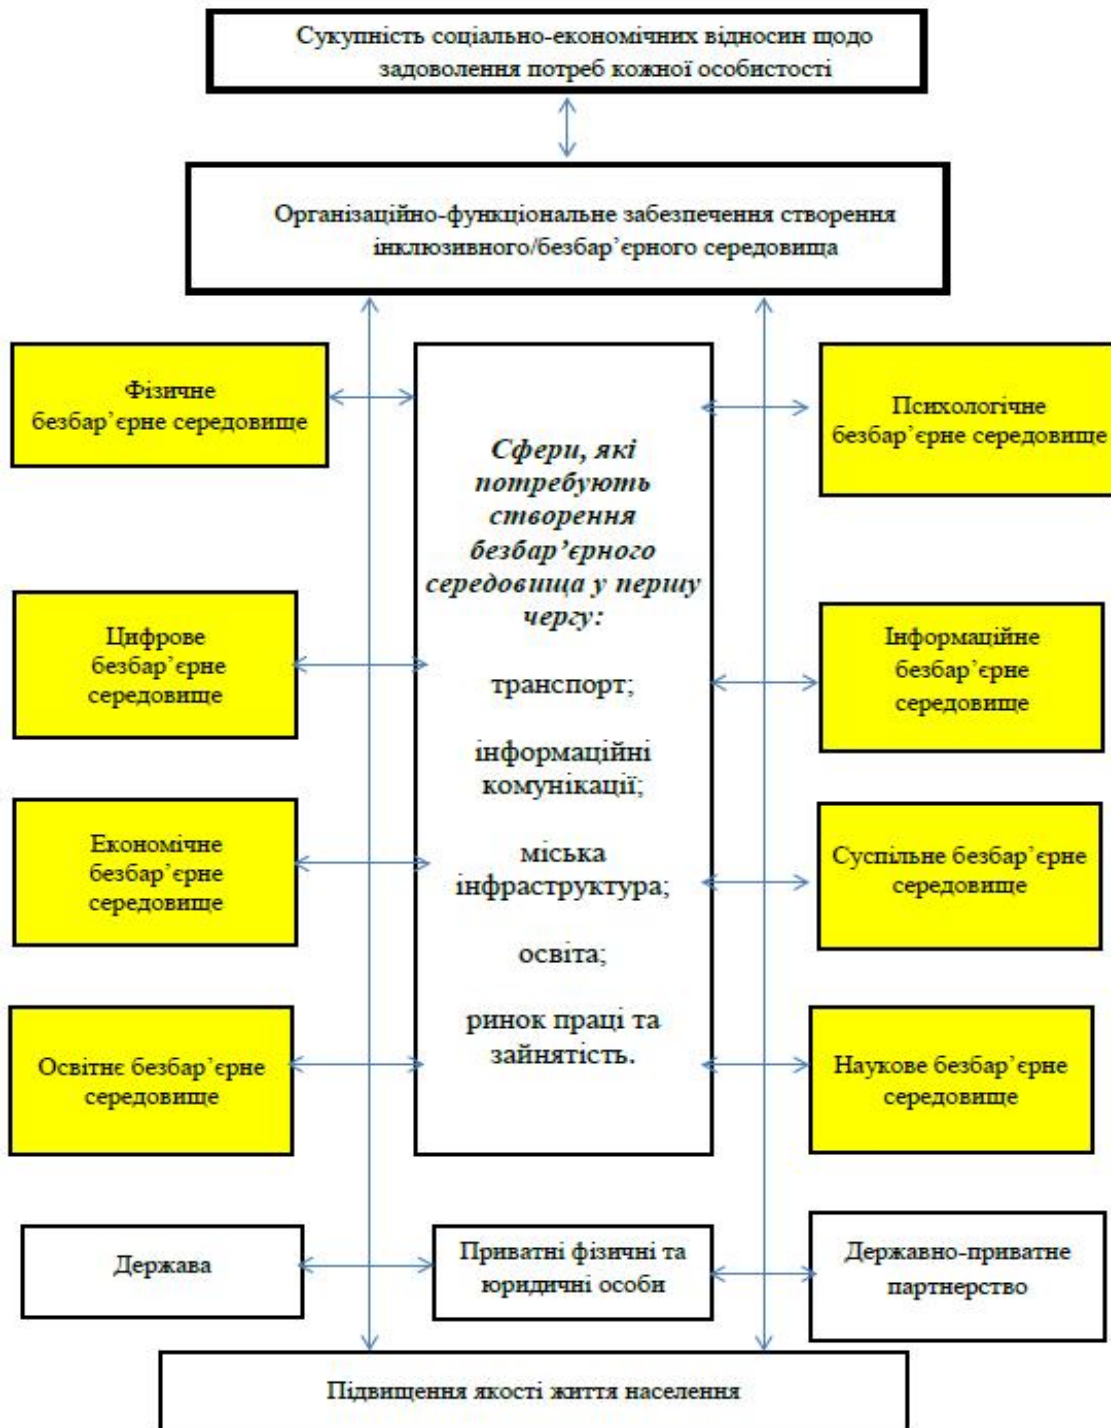 Сукупність соціально-економічних відносин щодо
задоволення потреб кожної особистості
Організаційно-функціональне забезпечення створення
інклюзивного/безбар’єрного середовища
Фізичне
безбар’єрне середовище
Сфери, які
потребують
створення
безбар’єрного
середовища у першу
чергу:
транспорт;
інформаційні
комунікації;
міська
інфраструктура;
освіта;
ринок праці та
зайнятість.
Психологічне
безбар’єрне середовище
Цифрове
безбар’єрне
середовище
Інформаційне
безбар’єрне
середовище
Економічне
безбар’єрне
середовище
Суспільне безбар’єрне
середовище
Освітнє безбар’єрне
середовище
Наукове безбар’єрне
середовище
Держава
Приватні фізичні та
юридичні особи
Державно-приватне
партнерство
Підвищення якості життя населення